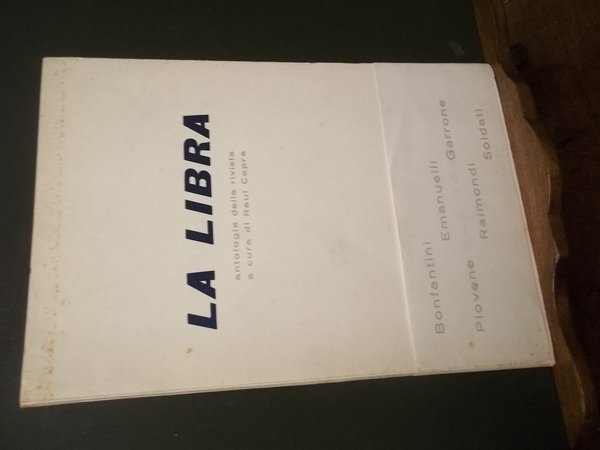 LA LIBRA
antologia della rivista
a cura di Raul Capra
Bonfantini Emanuelli Garrone
Piovene Raimondi Soldati